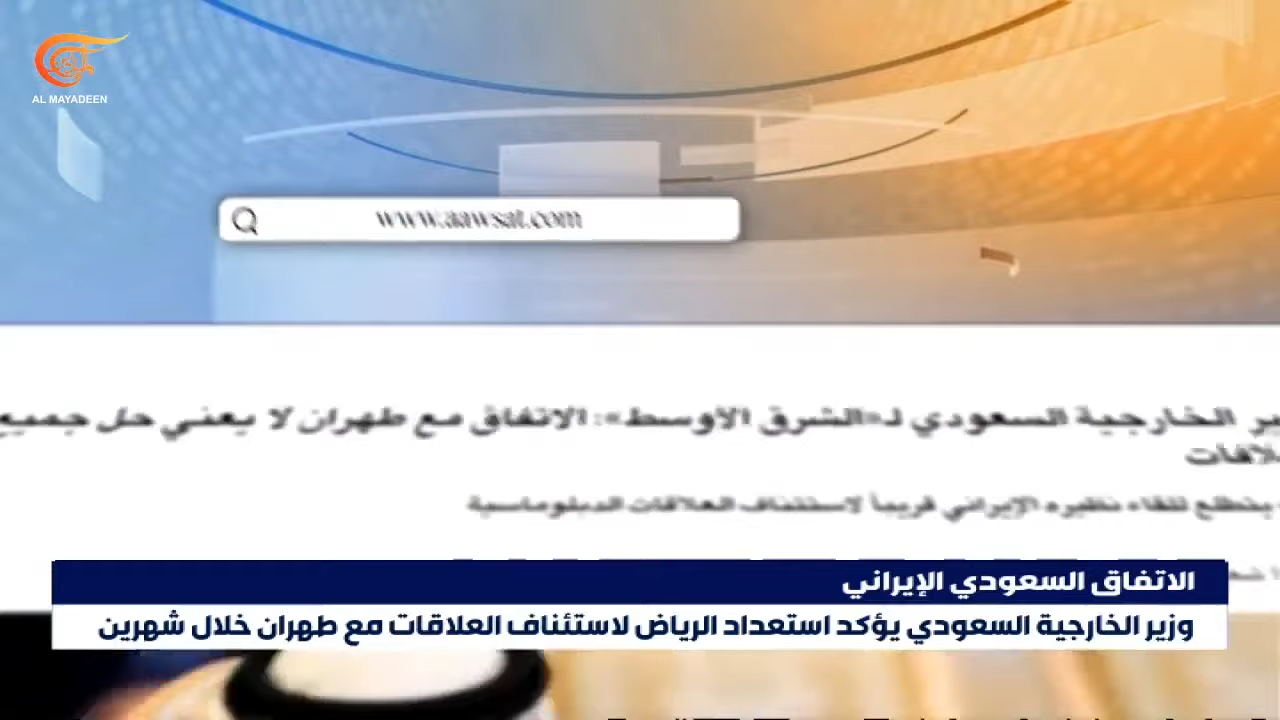 AL MAYADEEN
www.aawsat.com
الخارجية السعودي لـ«الشرق الأوسط»: الاتفاق مع طهران لا يعني حل جميع
يتطلع للقاء نظيره الإيراني قريباً لاستئناف العلاقات الدبلوماسية
الاتفاق السعودي الإيراني
وزير الخارجية السعودي يؤكد استعداد الرياض لاستئناف العلاقات مع طهران خلال شهرين